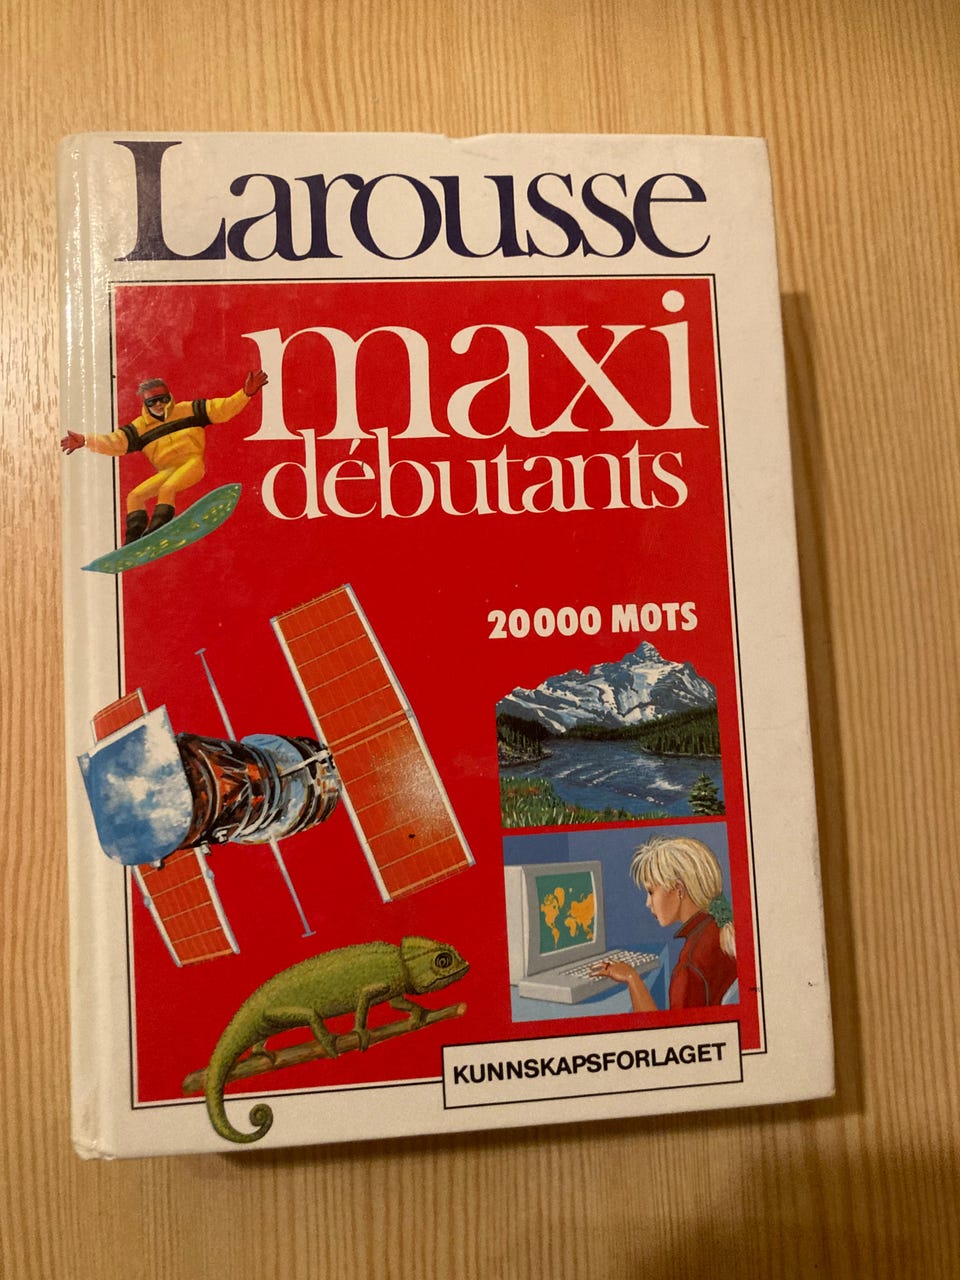 Larousse
maxi
débutants
20000 MOTS
KUNNSKAPSFORLAGET